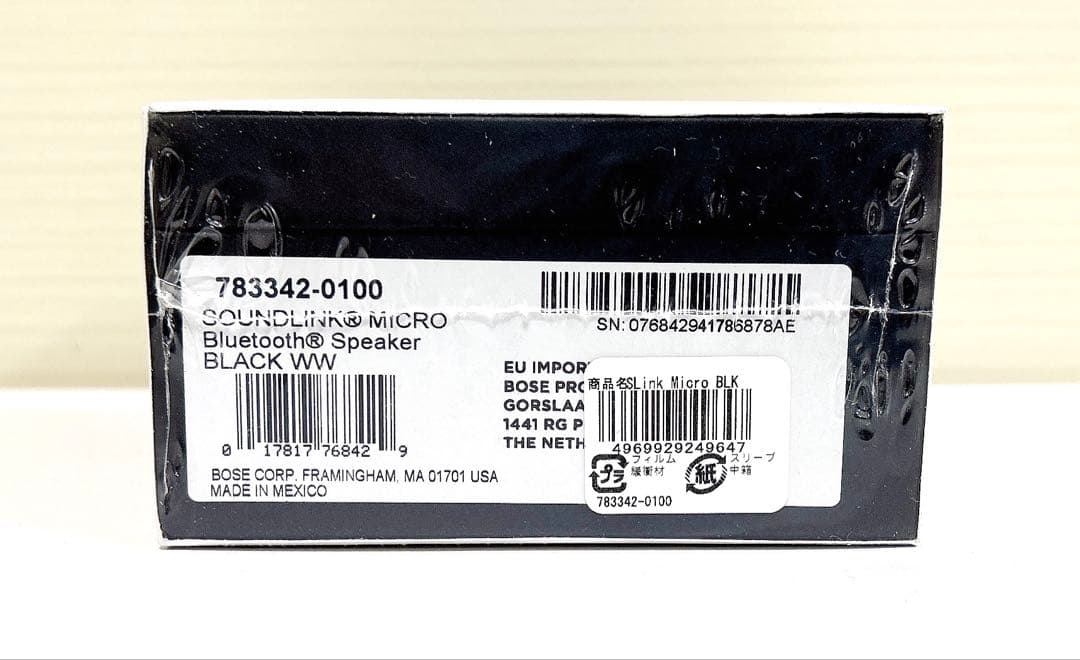 783342-0100
SOUNDLINK® MICRO
Bluetooth® Speaker
BLACK WW
0 17817 76842 9
BOSE CORP. FRAMINGHAM, MA 01701 USA
MADE IN MEXICO
SN: 076842941786878AE
EU IMPOR
BOSE PRO
GORSLAA
1441 RG P
THE NETH
商品名SLink Micro BLK
4969929249647
プラ
フィルム
緩衝材
紙
スリーブ
中箱
783342-0100